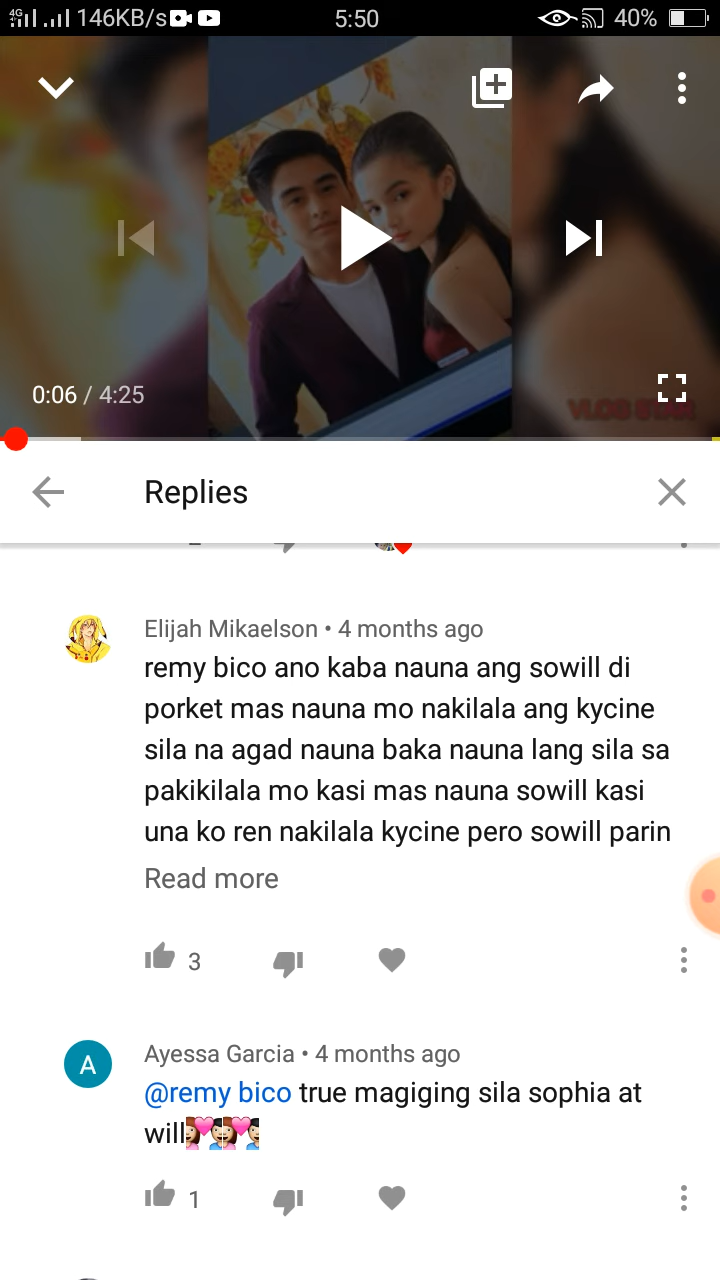 4G 146KB/s 5:50 40%
0:06 / 4:25
VLOG STAR
Replies
Elijah Mikaelson • 4 months ago
remy bico ano kaba nauna ang sowill di
porket mas nauna mo nakilala ang kycine
sila na agad nauna baka nauna lang sila sa
pakikilala mo kasi mas nauna sowill kasi
una ko ren nakilala kycine pero sowill parin
Read more
3
A
Ayessa Garcia • 4 months ago
@remy bico true magiging sila sophia at
will
1